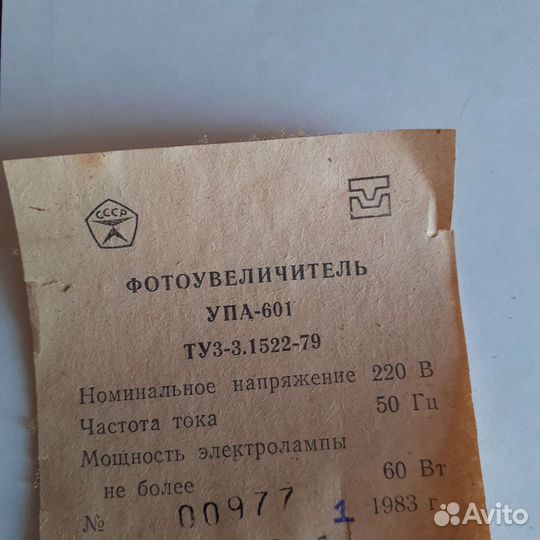 СССР
ФОТОУВЕЛИЧИТЕЛЬ
УПА-601
ТУ3-3.1522-79
Номинальное напряжение 220 В
Частота тока 50 Гц
Мощность электролампы
не более 60 Вт
№ 00977 1 1983 г.
Avito